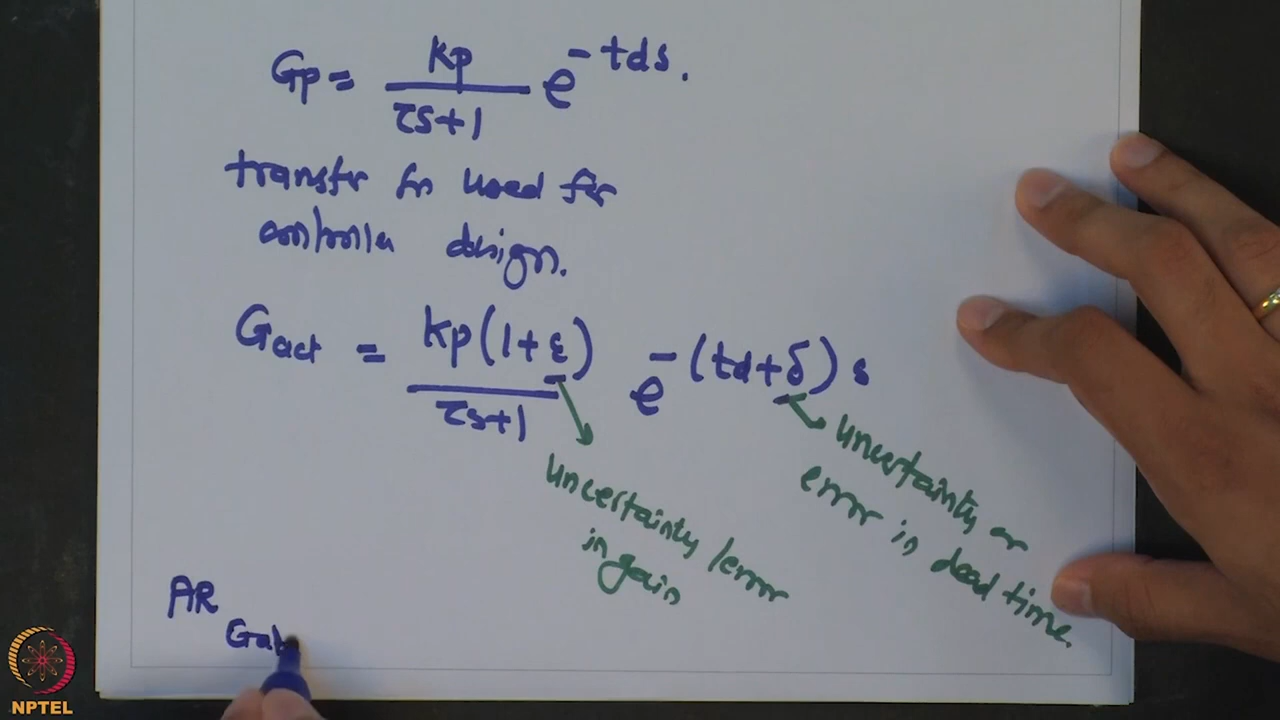 Gp = kp / (τs+1) e^-tds.
transfer fn used for
controller design.
Gact = kp(1+ε) / (τs+1) e^-(td+δ)s
uncertainty/error
in gain
uncertainty or
error in dead time.
AR
NPTEL